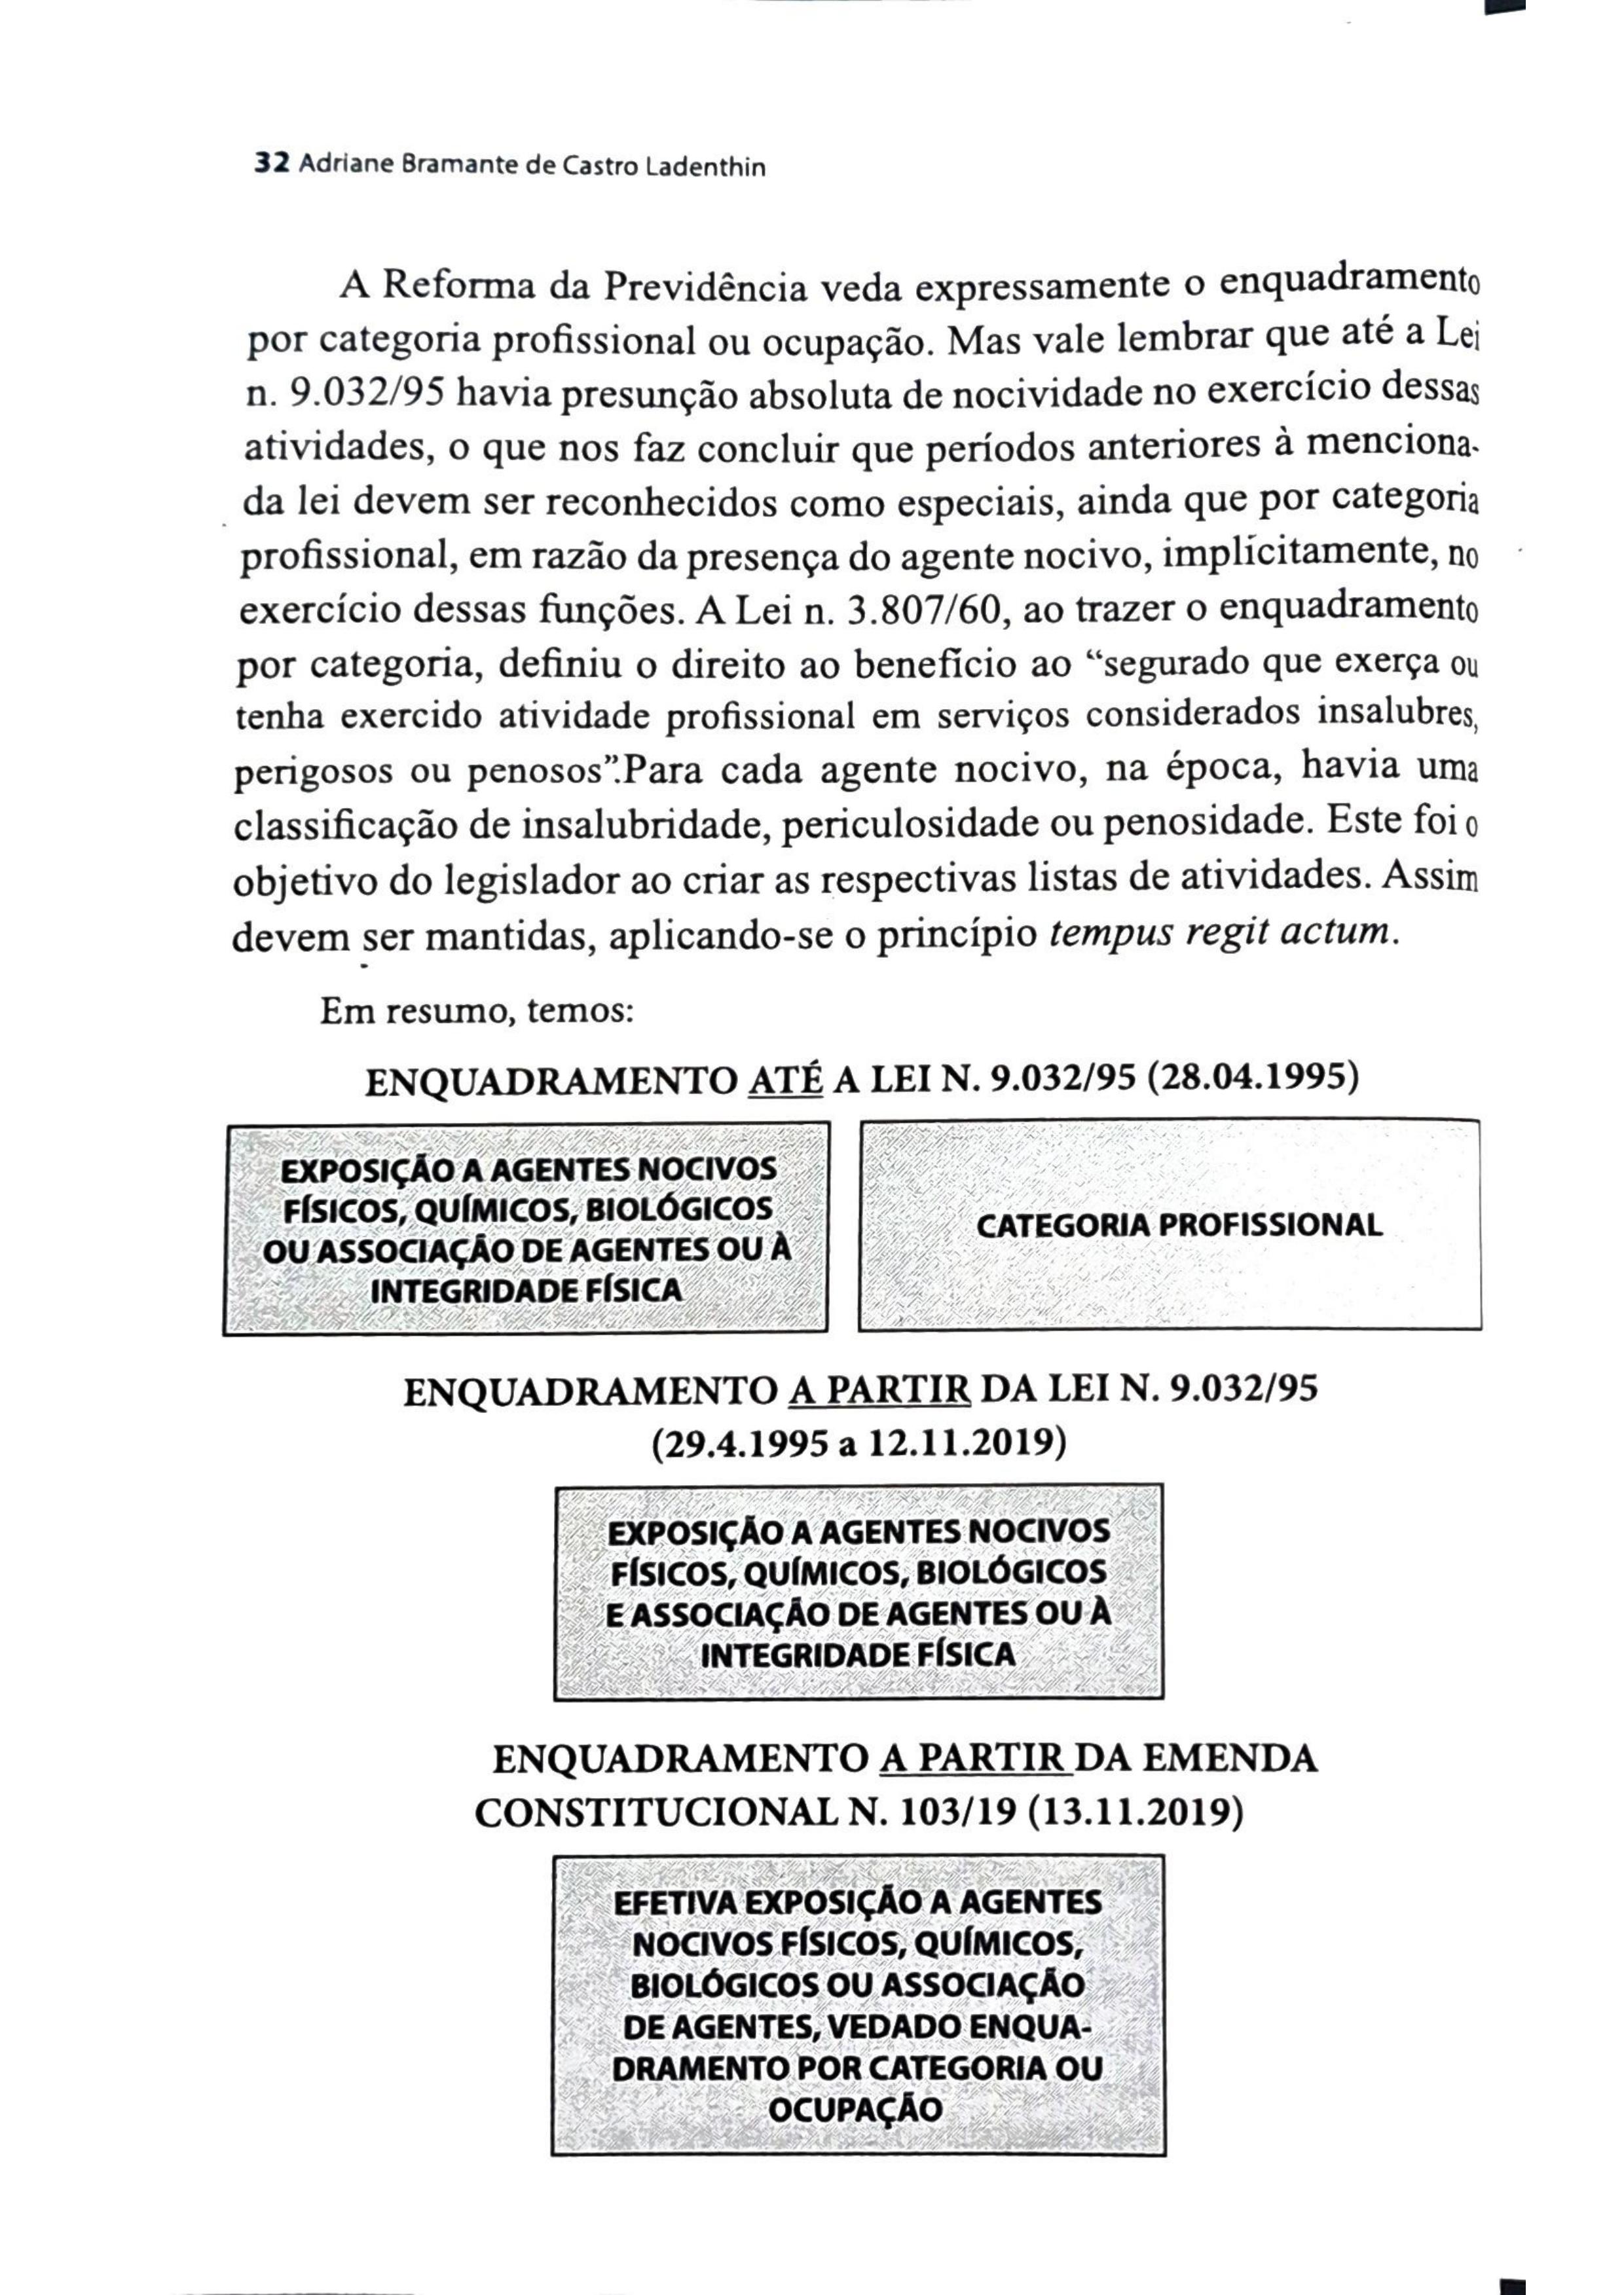 32 Adriane Bramante de Castro Ladenthin
A Reforma da Previdência veda expressamente o enquadramento
por categoria profissional ou ocupação. Mas vale lembrar que até a Lei
n. 9.032/95 havia presunção absoluta de nocividade no exercício dessas
atividades, o que nos faz concluir que períodos anteriores à menciona-
da lei devem ser reconhecidos como especiais, ainda que por categoria
profissional, em razão da presença do agente nocivo, implícitamente, no
exercício dessas funções. A Lei n. 3.807/60, ao trazer o enquadramento
por categoria, definiu o direito ao benefício ao “segurado que exerça ou
tenha exercido atividade profissional em serviços considerados insalubres,
perigosos ou penosos”.Para cada agente nocivo, na época, havia uma
classificação de insalubridade, periculosidade ou penosidade. Este foi o
objetivo do legislador ao criar as respectivas listas de atividades. Assim
devem ser mantidas, aplicando-se o princípio tempus regit actum.
Em resumo, temos:
ENQUADRAMENTO ATÉ A LEI N. 9.032/95 (28.04.1995)
EXPOSIÇÃO A AGENTES NOCIVOS
FÍSICOS, QUÍMICOS, BIOLÓGICOS
OU ASSOCIAÇÃO DE AGENTES OU À
INTEGRIDADE FÍSICA
CATEGORIA PROFISSIONAL
ENQUADRAMENTO A PARTIR DA LEI N. 9.032/95
(29.4.1995 a 12.11.2019)
EXPOSIÇÃO A AGENTES NOCIVOS
FÍSICOS, QUÍMICOS, BIOLÓGICOS
E ASSOCIAÇÃO DE AGENTES OU À
INTEGRIDADE FÍSICA
ENQUADRAMENTO A PARTIR DA EMENDA
CONSTITUCIONAL N. 103/19 (13.11.2019)
EFETIVA EXPOSIÇÃO A AGENTES
NOCIVOS FÍSICOS, QUÍMICOS,
BIOLÓGICOS OU ASSOCIAÇÃO
DE AGENTES, VEDADO ENQUA-
DRAMENTO POR CATEGORIA OU
OCUPAÇÃO